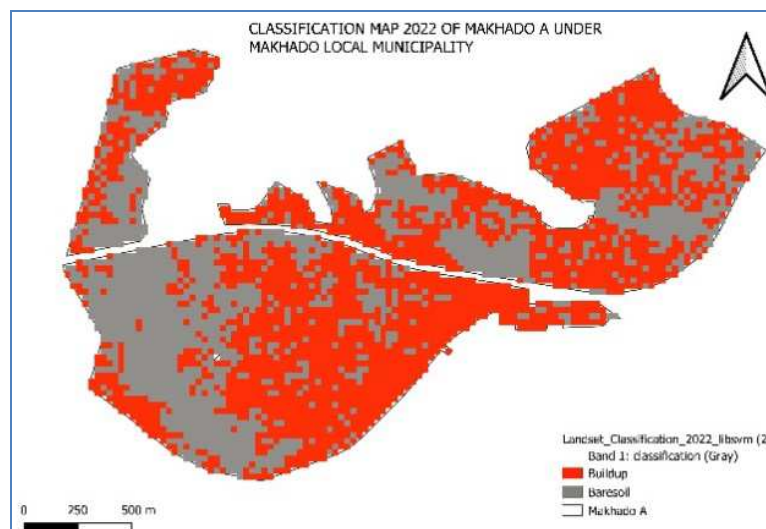 CLASSIFICATION MAP 2022 OF MAKHADO A UNDER
MAKHADO LOCAL MUNICIPALITY
Landset_Classification_2022_libsvm (2
Band 1: classification (Gray)
Buildup
Baresoil
Makhado A
0 250 500 m